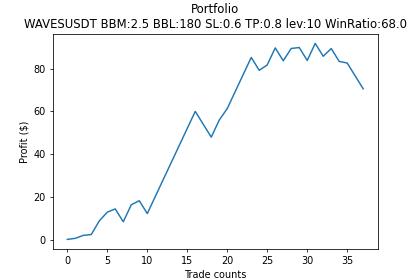 Portfolio
WAVESUSDT BBM:2.5 BBL:180 SL:0.6 TP:0.8 lev:10 WinRatio:68.0
Profit ($)
80
60
40
20
0
0 5 10 15 20 25 30 35
Trade counts